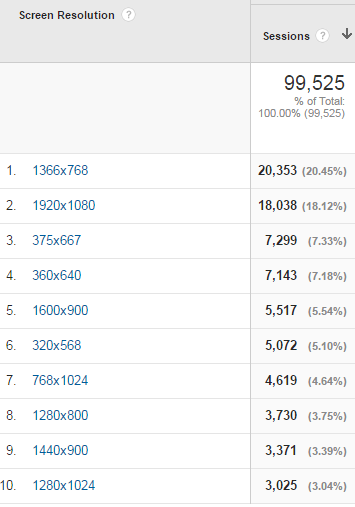 Screen Resolution ?
Sessions ?
99,525
% of Total:
100.00% (99,525)
1. 1366x768 20,353 (20.45%)
2. 1920x1080 18,038 (18.12%)
3. 375x667 7,299 (7.33%)
4. 360x640 7,143 (7.18%)
5. 1600x900 5,517 (5.54%)
6. 320x568 5,072 (5.10%)
7. 768x1024 4,619 (4.64%)
8. 1280x800 3,730 (3.75%)
9. 1440x900 3,371 (3.39%)
10. 1280x1024 3,025 (3.04%)